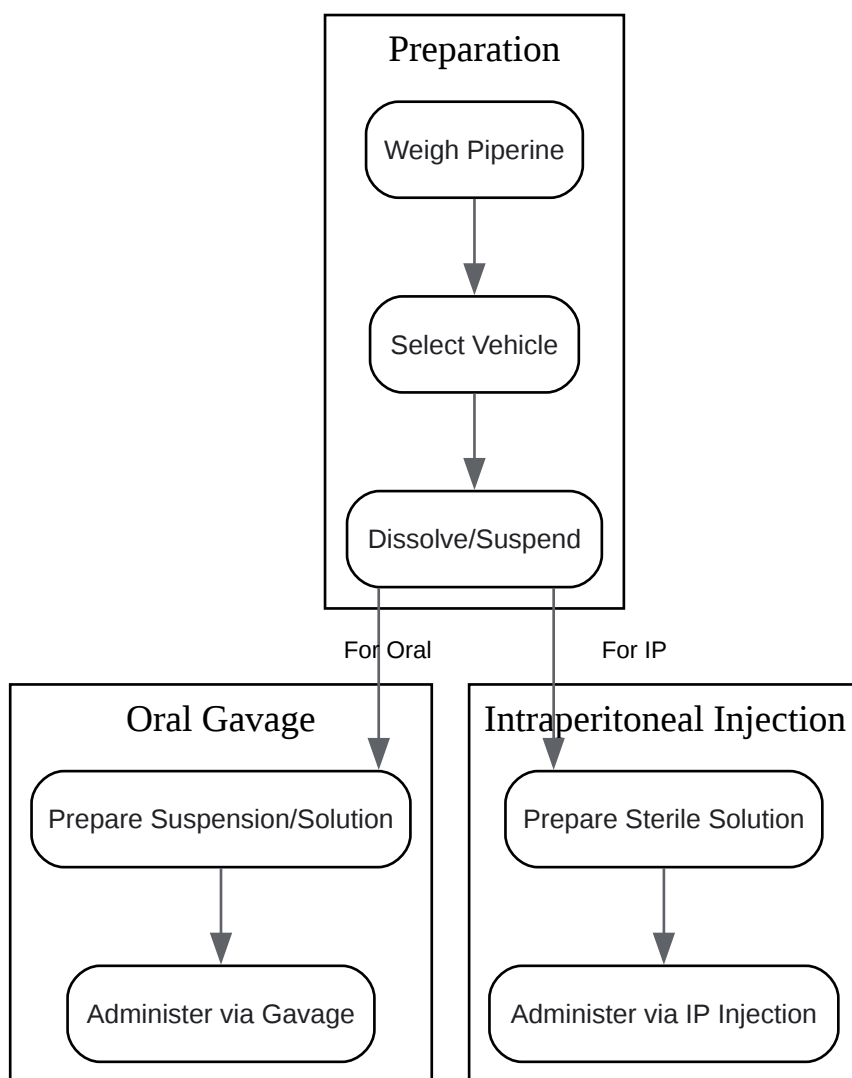 Preparation
Weigh Piperine
Select Vehicle
Dissolve/Suspend
For Oral
For IP
Oral Gavage
Intraperitoneal Injection
Prepare Suspension/Solution
Prepare Sterile Solution
Administer via Gavage
Administer via IP Injection